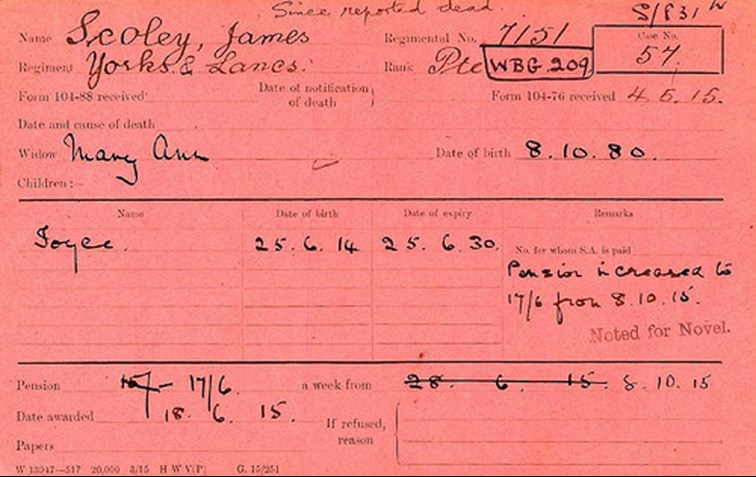 Since reported dead.
S/831 W
Name Scoley, James Regimental No. 7151 Case No. 57
Regiment Yorks. & Lancs. Rank Pte WBG 209
Form 104-88 received Date of notification of death Form 104-76 received 4.5.15.
Date and cause of death
Widow Mary Ann Date of birth 8.10.80.
Children:—
Name Date of birth Date of expiry Remarks
Joyce. 25.6.14 25.6.30. No. for whom S.A. is paid
Pension increased to
17/6 from 8.10.15.
Noted for Novel.
Pension 15/- 17/6. a week from 28. 6. 15. 8.10.15
Date awarded 18. 6. 15. If refused, reason
Papers
W 13947—517 20,000 3/15 H W V(P) G. 15/251